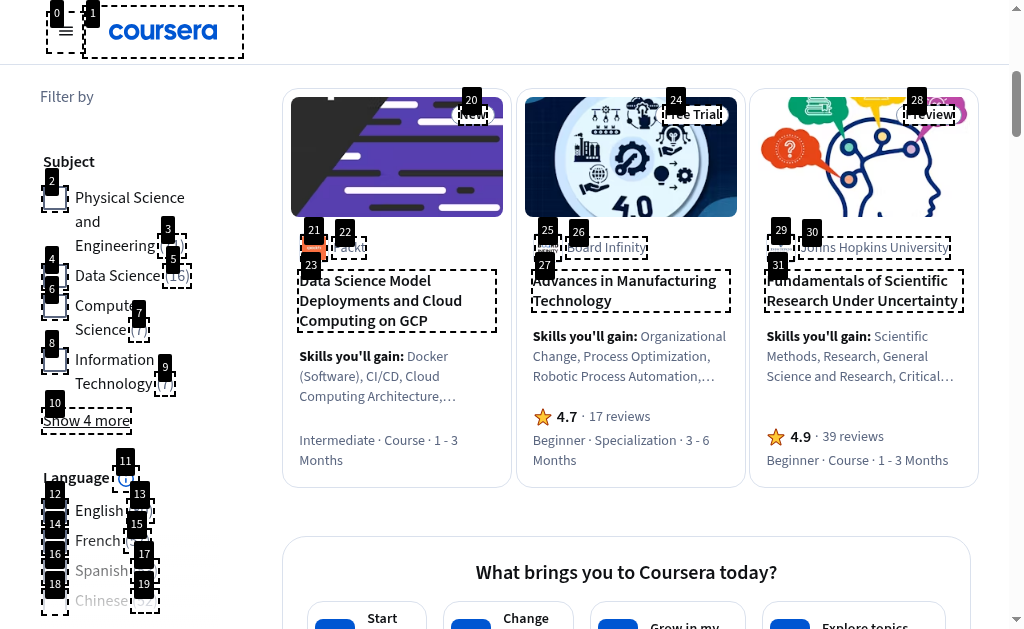 0
1
coursera
Filter by
Subject
2
Physical Science
and
Engineering
3
4
Data Science (16)
5
6
Computer
Science (7)
7
8
Information
Technology (7)
9
10
Show 4 more
Language
11
12
English
13
14
French
15
16
Spanish
17
18
Chinese
19
20
New
21
22
Packt
23
Data Science Model
Deployments and Cloud
Computing on GCP
Skills you'll gain: Docker
(Software), CI/CD, Cloud
Computing Architecture,…
Intermediate · Course · 1 - 3
Months
24
Free Trial
4.0
25
26
Board Infinity
27
Advances in Manufacturing
Technology
Skills you'll gain: Organizational
Change, Process Optimization,
Robotic Process Automation,…
4.7 · 17 reviews
Beginner · Specialization · 3 - 6
Months
28
Preview
29
30
Johns Hopkins University
31
Fundamentals of Scientific
Research Under Uncertainty
Skills you'll gain: Scientific
Methods, Research, General
Science and Research, Critical…
4.9 · 39 reviews
Beginner · Course · 1 - 3 Months
What brings you to Coursera today?
Start
Change
Grow in my
Explore topics